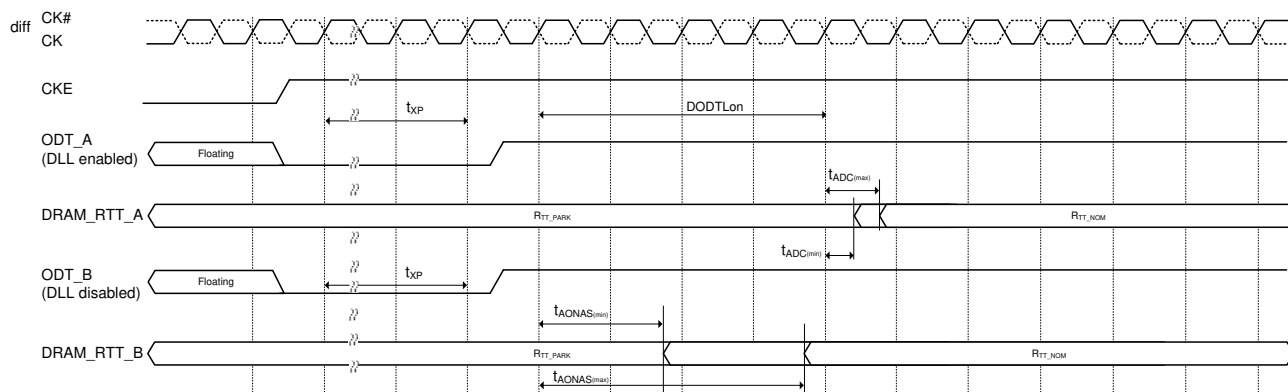 diff CK#
CK
CKE
tXP DODTLon
ODT_A
(DLL enabled)
Floating
tADC(max)
DRAM_RTT_A RTT_PARK RTT_NOM
tADC(min)
ODT_B
(DLL disabled)
Floating tXP
tAONAS(min)
DRAM_RTT_B RTT_PARK RTT_NOM
tAONAS(max)